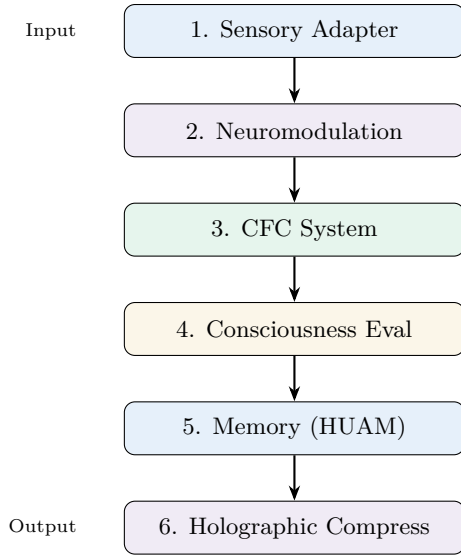 Input
1. Sensory Adapter
2. Neuromodulation
3. CFC System
4. Consciousness Eval
5. Memory (HUAM)
Output
6. Holographic Compress